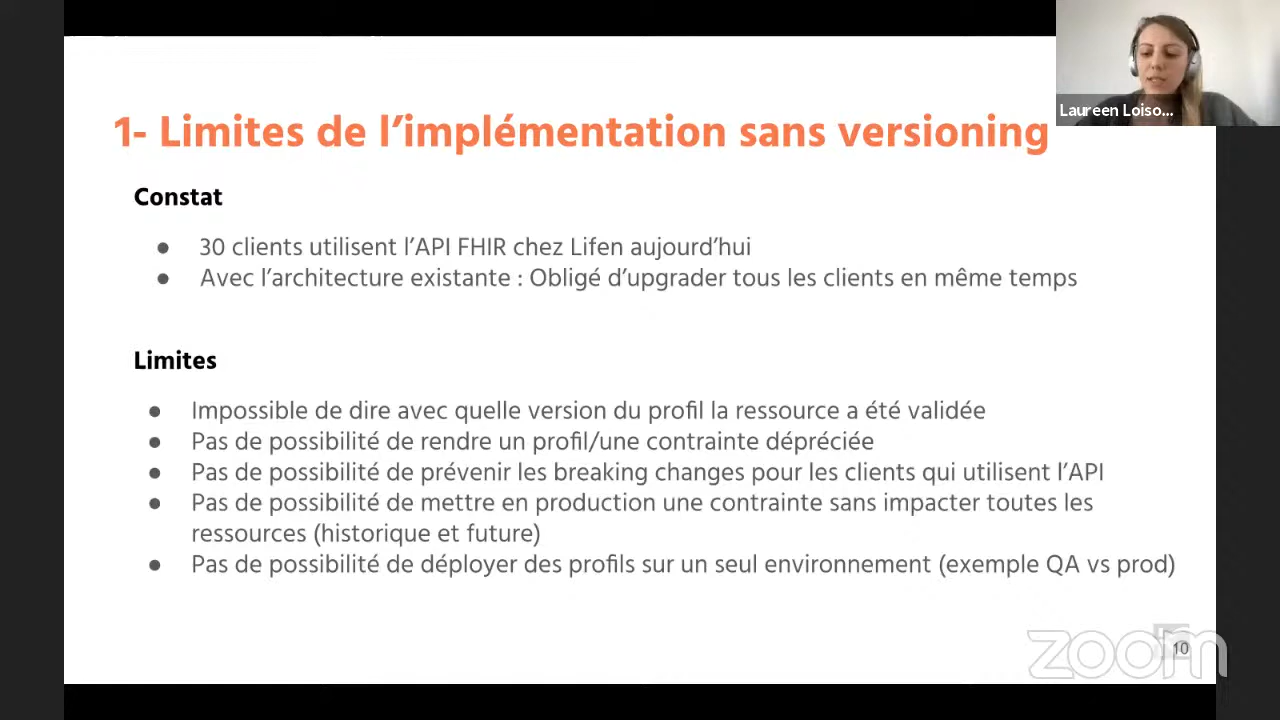 Laureen Loiso...
1- Limites de l'implémentation sans versioning
Constat
● 30 clients utilisent l'API FHIR chez Lifen aujourd'hui
● Avec l'architecture existante : Obligé d'upgrader tous les clients en même temps
Limites
● Impossible de dire avec quelle version du profil la ressource a été validée
● Pas de possibilité de rendre un profil/une contrainte dépréciée
● Pas de possibilité de prévenir les breaking changes pour les clients qui utilisent l'API
● Pas de possibilité de mettre en production une contrainte sans impacter toutes les
ressources (historique et future)
● Pas de possibilité de déployer des profils sur un seul environnement (exemple QA vs prod)
zoom
10